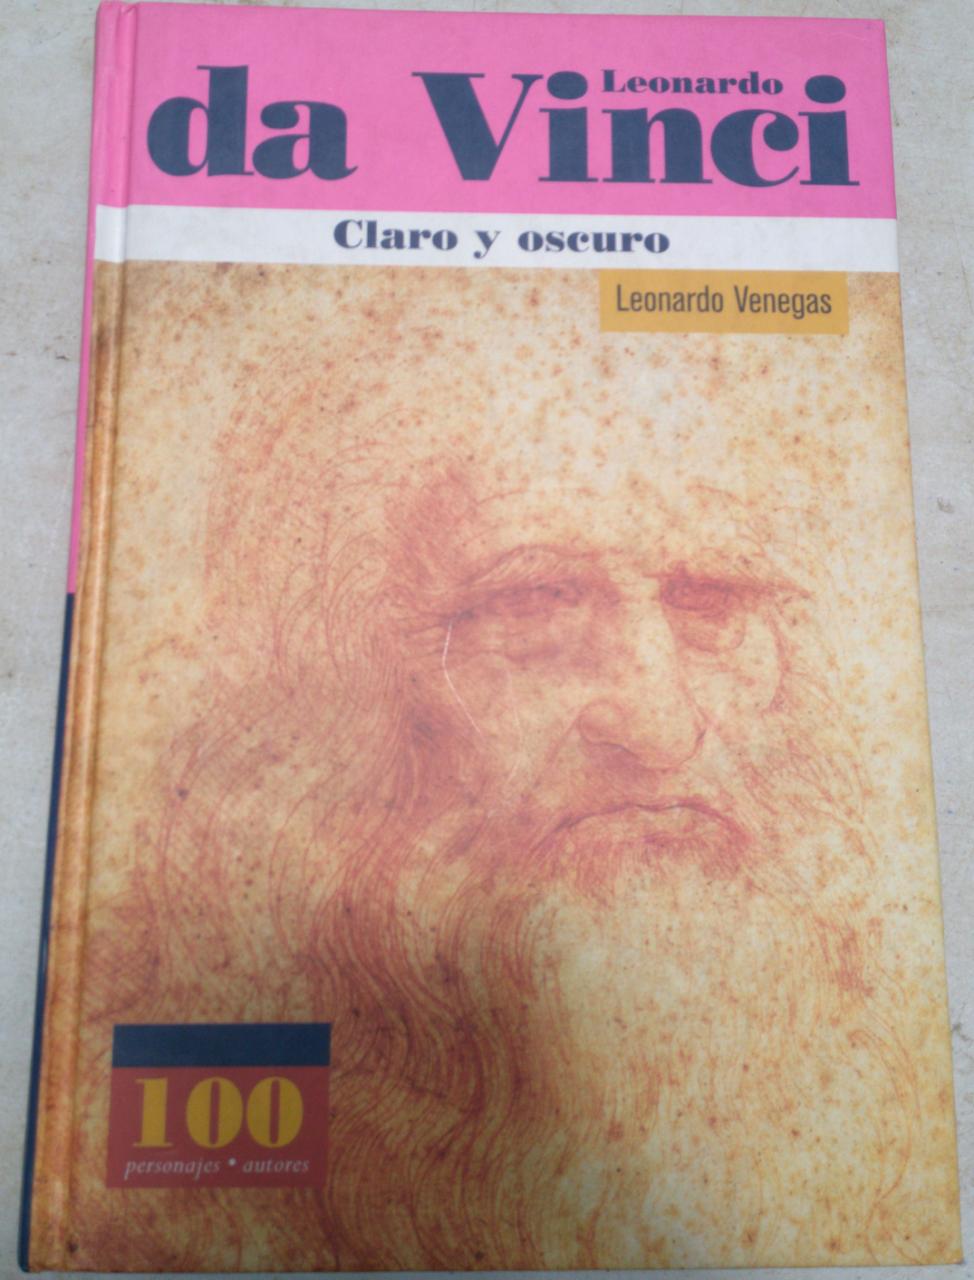 Leonardo
da Vinci
Claro y oscuro
Leonardo Venegas
100
personajes • autores